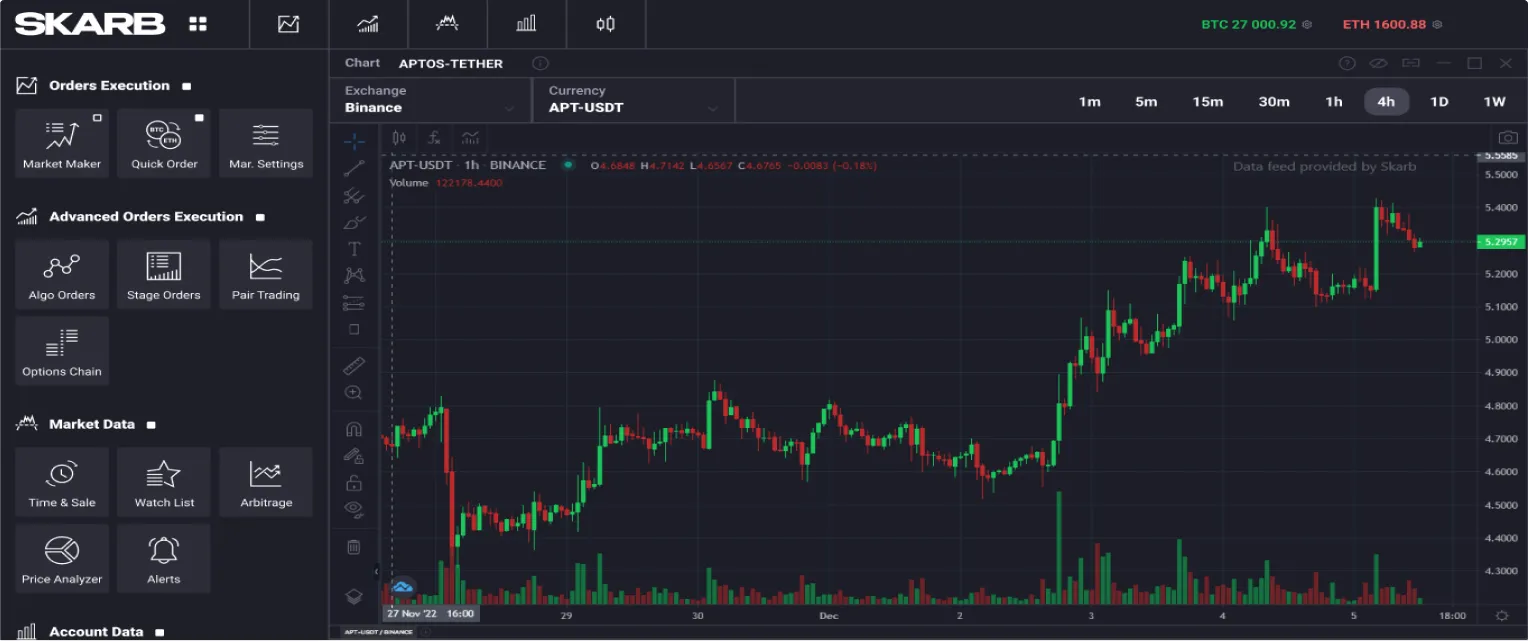 SKARB
BTC 27 000.92
ETH 1600.88
Orders Execution
Market Maker
BTC
ETH
Quick Order
Mar. Settings
Advanced Orders Execution
Algo Orders
Stage Orders
Pair Trading
Options Chain
Market Data
Time & Sale
Watch List
Arbitrage
Price Analyzer
Alerts
Account Data
Chart APTOS-TETHER
Exchange
Binance
Currency
APT-USDT
1m 5m 15m 30m 1h 4h 1D 1W
APT-USDT · 1h · BINANCE O4.6848 H4.7142 L4.6567 C4.6765 −0.0083 (−0.18%)
Volume 122178.4400
Data feed provided by Skarb
5.5585
5.5000
5.4000
5.2957
5.2000
5.1000
5.0000
4.9000
4.8000
4.7000
4.6000
4.5000
4.4000
4.3000
27 Nov '22 16:00 29 30 Dec 2 3 4 5 18:00
APT-USDT / BINANCE